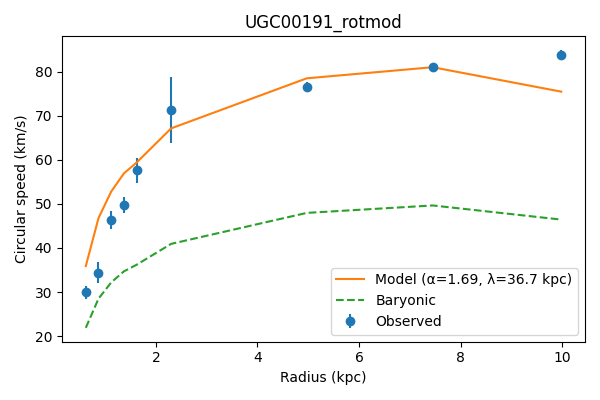 UGC00191_rotmod
Circular speed (km/s)
80
70
60
50
40
30
20
Model (α=1.69, λ=36.7 kpc)
Baryonic
Observed
2
4
6
8
10
Radius (kpc)